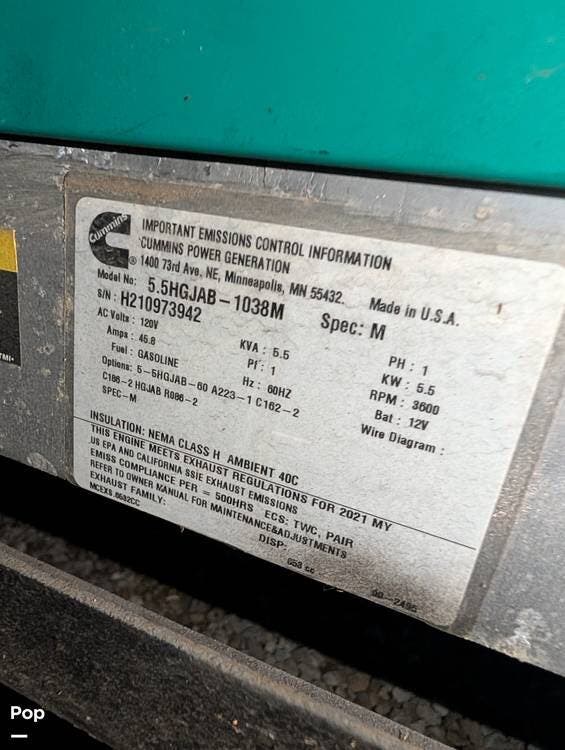 Cummins
®
IMPORTANT EMISSIONS CONTROL INFORMATION
CUMMINS POWER GENERATION
1400 73rd Ave. NE, Minneapolis, MN 55432. Made in U.S.A.
Model No: 5.5HGJAB-1038M Spec: M
S/N : H210973942
AC Volts : 120V KVA : 5.5 PH : 1
Amps : 45.8 Pf : 1 KW : 5.5
Fuel : GASOLINE Hz : 60HZ RPM : 3600
Options: 5-5HGJAB-60 A223-1 C162-2 Bat : 12V
C186-2 HGJAB R086-2 Wire Diagram :
SPEC-M
INSULATION: NEMA CLASS H AMBIENT 40C
THIS ENGINE MEETS EXHAUST REGULATIONS FOR 2021 MY
US EPA AND CALIFORNIA SSIE EXHAUST EMISSIONS
EMISS COMPLIANCE PER = 500HRS ECS: TWC, PAIR
REFER TO OWNER MANUAL FOR MAINTENANCE&ADJUSTMENTS
EXHAUST FAMILY: DISP:
653 cc
Pop